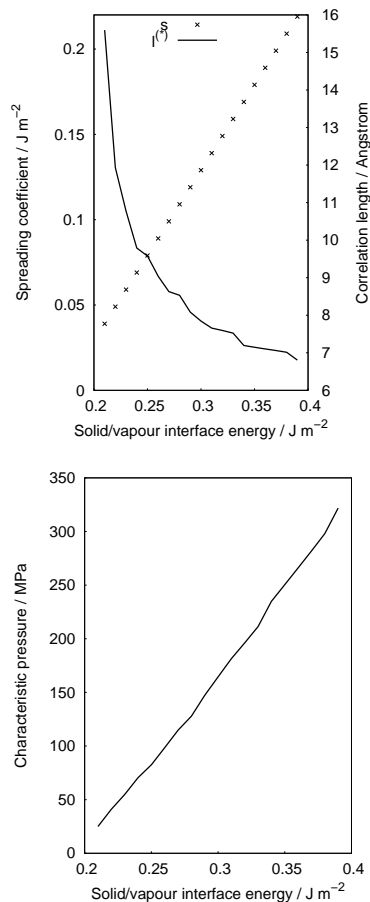 S
l(*)
0.2
0.15
0.1
0.05
0
16
15
14
13
12
11
10
9
8
7
6
0.2 0.25 0.3 0.35 0.4
Spreading coefficient / J m−2
Correlation length / Angstrom
Solid/vapour interface energy / J m−2
350
300
250
200
150
100
50
0
0.2 0.25 0.3 0.35 0.4
Characteristic pressure / MPa
Solid/vapour interface energy / J m−2